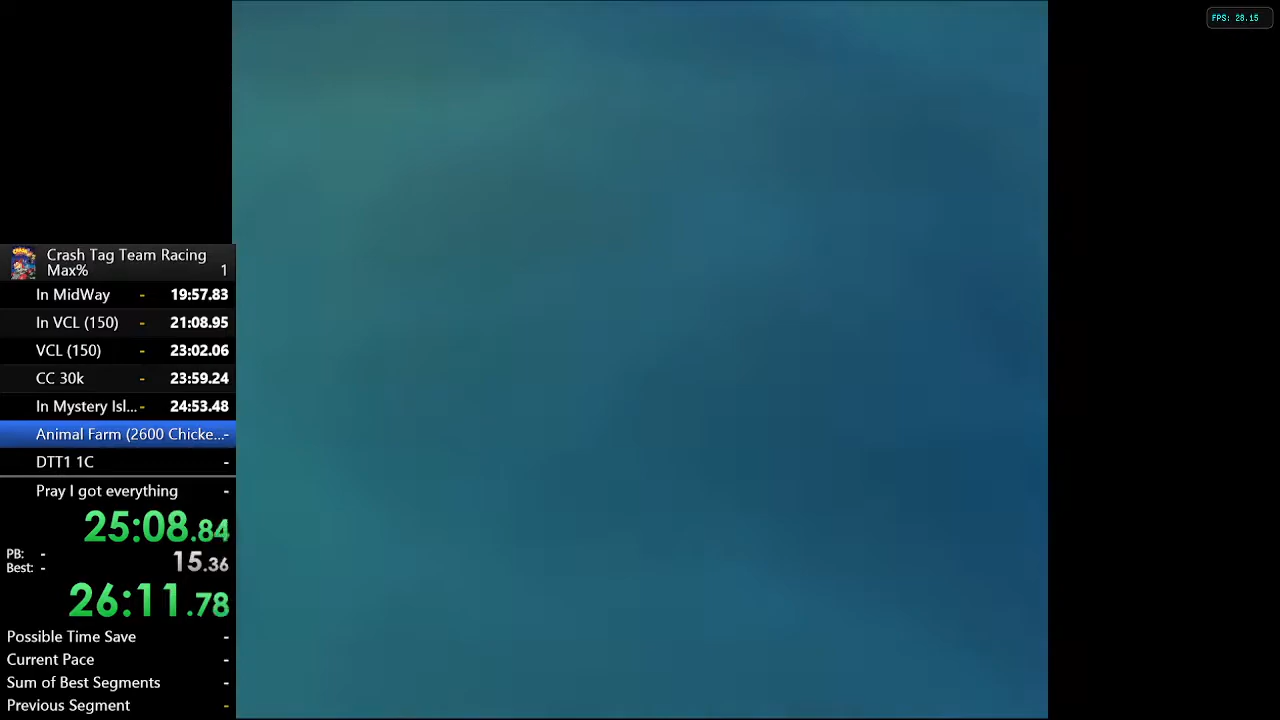 FPS: 28.15
Crash Tag Team Racing
Max% 1
In MidWay - 19:57.83
In VCL (150) - 21:08.95
VCL (150) - 23:02.06
CC 30k - 23:59.24
In Mystery Isl... - 24:53.48
Animal Farm (2600 Chicke... -
DTT1 1C -
Pray I got everything -
25:08.84
PB: - 15.36
Best: -
26:11.78
Possible Time Save -
Current Pace -
Sum of Best Segments -
Previous Segment -